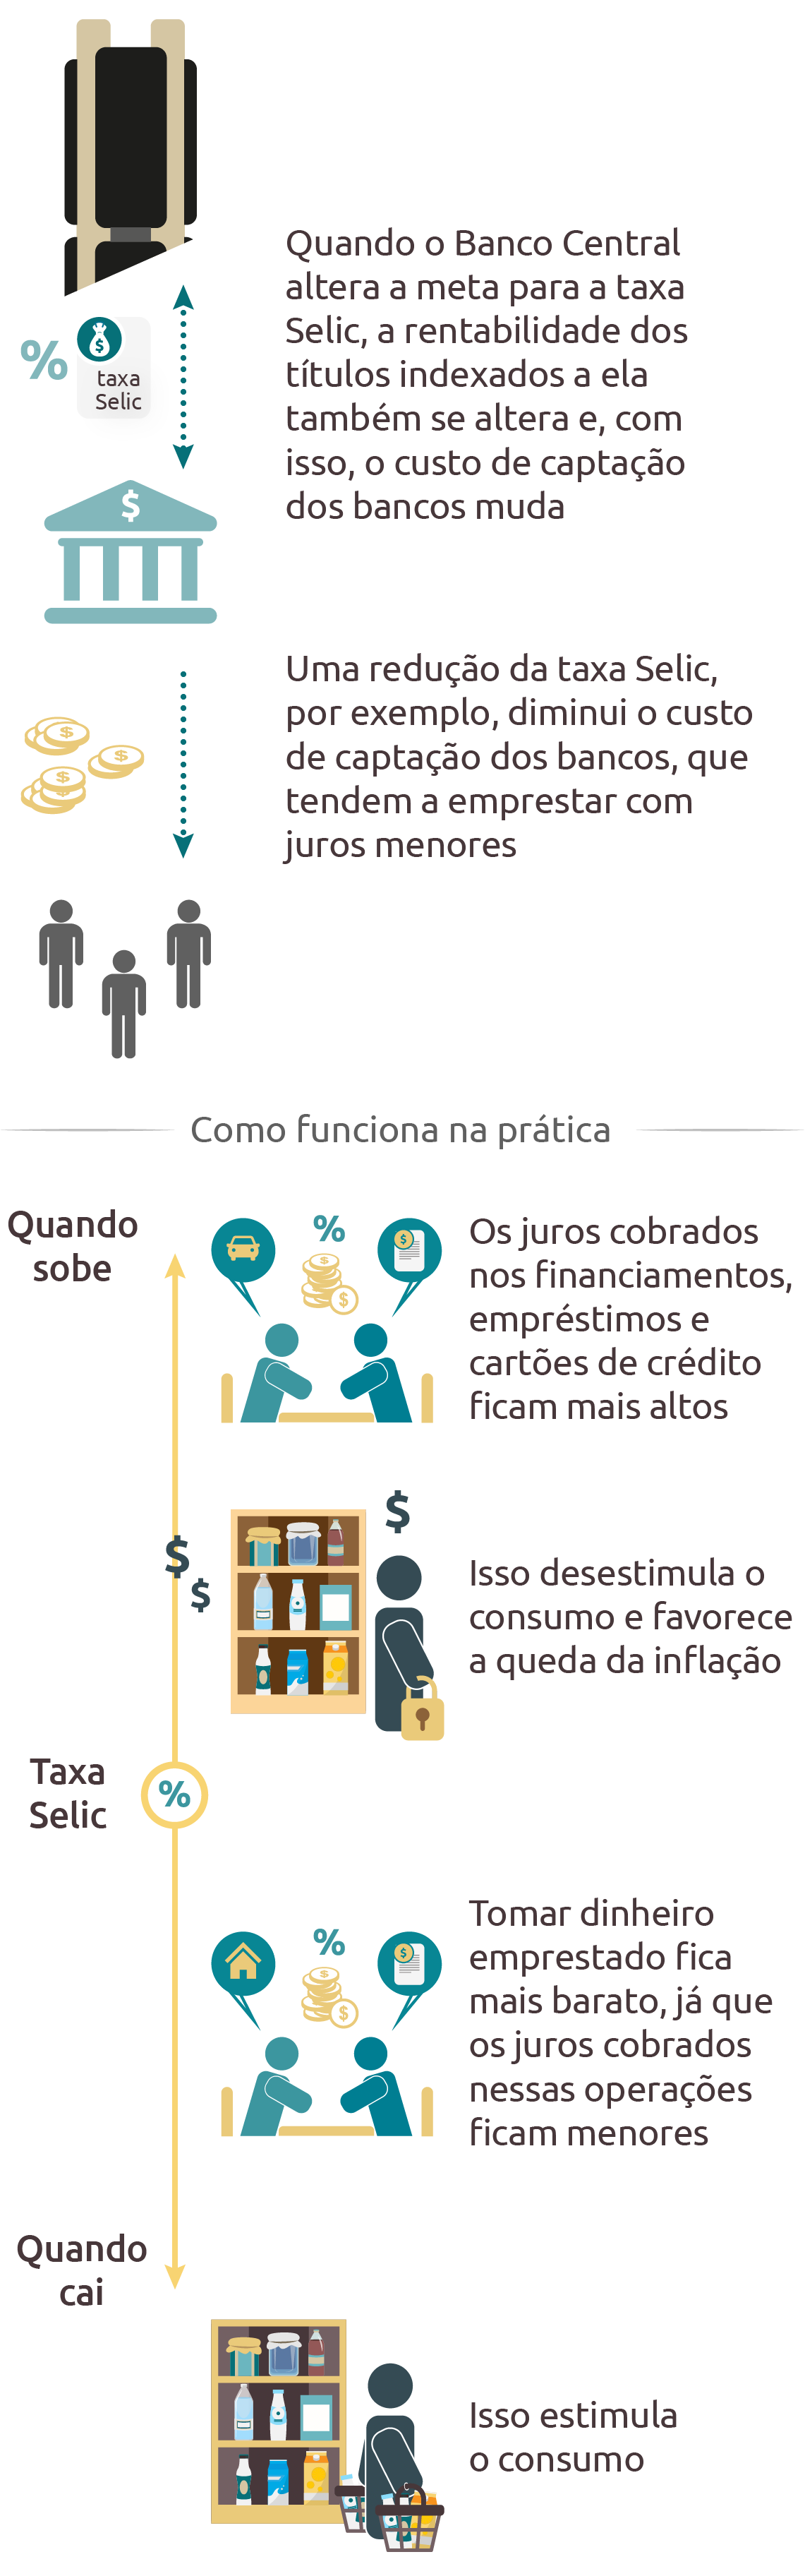 Quando o Banco Central
altera a meta para a taxa
Selic, a rentabilidade dos
títulos indexados a ela
também se altera e, com
isso, o custo de captação
dos bancos muda
%
$
taxa
Selic
$
Uma redução da taxa Selic,
por exemplo, diminui o custo
de captação dos bancos, que
tendem a emprestar com
juros menores
$
$
$
$
Como funciona na prática
Quando
sobe
%
$
$
$
Os juros cobrados
nos financiamentos,
empréstimos e
cartões de crédito
ficam mais altos
$
$
$
Isso desestimula o
consumo e favorece
a queda da inflação
Taxa
Selic
%
%
$
$
$
Tomar dinheiro
emprestado fica
mais barato, já que
os juros cobrados
nessas operações
ficam menores
Quando
cai
Isso estimula
o consumo